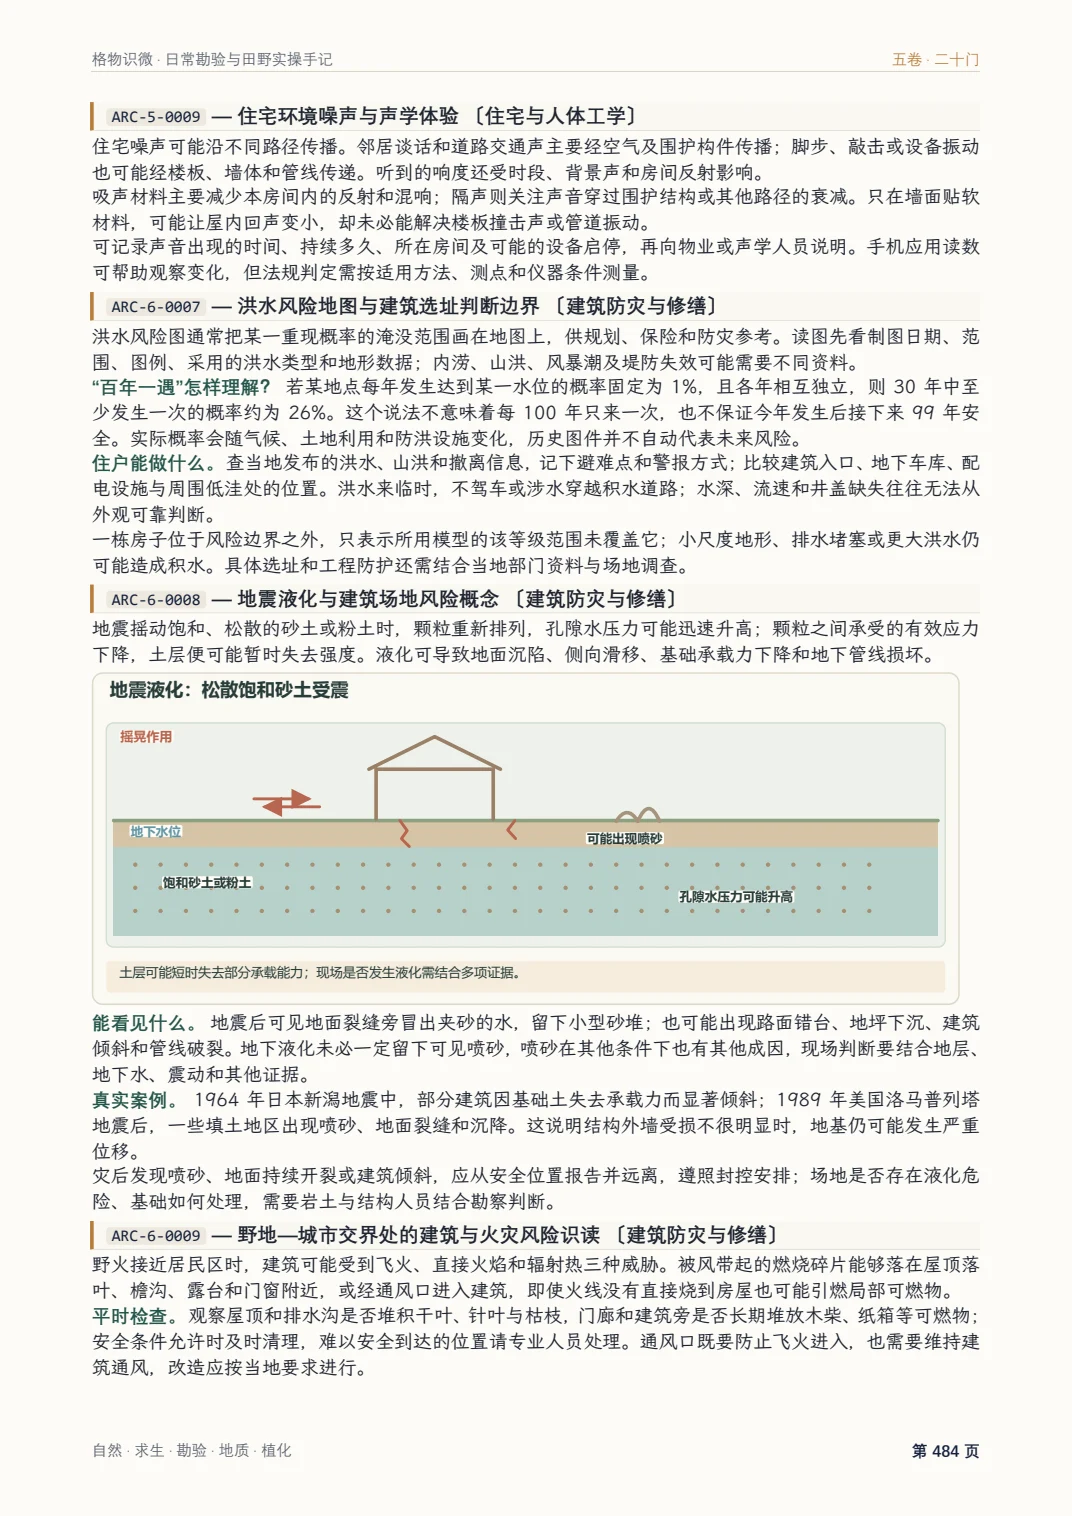 格物识微 · 日常勘验与田野实操手记
五卷 · 二十门
ARC-5-0009 — 住宅环境噪声与声学体验 〔住宅与人体工学〕
住宅噪声可能沿不同路径传播。邻居谈话和道路交通声主要经空气及围护构件传播；脚步、敲击或设备振动
也可能经楼板、墙体和管线传递。听到的响度还受时段、背景声和房间反射影响。
吸声材料主要减少本房间内的反射和混响；隔声则关注声音穿过围护结构或其他路径的衰减。只在墙面贴软
材料，可能让屋内回声变小，却未必能解决楼板撞击声或管道振动。
可记录声音出现的时间、持续多久、所在房间及可能的设备启停，再向物业或声学人员说明。手机应用读数
可帮助观察变化，但法规判定需按适用方法、测点和仪器条件测量。
ARC-6-0007 — 洪水风险地图与建筑选址判断边界 〔建筑防灾与修缮〕
洪水风险图通常把某一重现概率的淹没范围画在地图上，供规划、保险和防灾参考。读图先看制图日期、范
围、图例、采用的洪水类型和地形数据；内涝、山洪、风暴潮及堤防失效可能需要不同资料。
“百年一遇”怎样理解？ 若某地点每年发生达到某一水位的概率固定为 1%，且各年相互独立，则 30 年中至
少发生一次的概率约为 26%。这个说法不意味着每 100 年只来一次，也不保证今年发生后接下来 99 年安
全。实际概率会随气候、土地利用和防洪设施变化，历史图件并不自动代表未来风险。
住户能做什么。查当地发布的洪水、山洪和撤离信息，记下避难点和警报方式；比较建筑入口、地下车库、配
电设施与周围低洼处的位置。洪水来临时，不驾车或涉水穿越积水道路；水深、流速和井盖缺失往往无法从
外观可靠判断。
一栋房子位于风险边界之外，只表示所用模型的该等级范围未覆盖它；小尺度地形、排水堵塞或更大洪水仍
可能造成积水。具体选址和工程防护还需结合当地部门资料与场地调查。
ARC-6-0008 — 地震液化与建筑场地风险概念 〔建筑防灾与修缮〕
地震摇动饱和、松散的砂土或粉土时，颗粒重新排列，孔隙水压力可能迅速升高；颗粒之间承受的有效应力
下降，土层便可能暂时失去强度。液化可导致地面沉陷、侧向滑移、基础承载力下降和地下管线损坏。
地震液化：松散饱和砂土受震
摇晃作用
地下水位
可能出现喷砂
饱和砂土或粉土
孔隙水压力可能升高
土层可能短时失去部分承载能力；现场是否发生液化需结合多项证据。
能看见什么。 地震后可见地面裂缝旁冒出夹砂的水，留下小型砂堆；也可能出现路面错台、地坪下沉、建筑
倾斜和管线破裂。地下液化未必一定留下可见喷砂，喷砂在其他条件下也有其他成因，现场判断要结合地层、
地下水、震动和其他证据。
真实案例。 1964 年日本新潟地震中，部分建筑因基础土失去承载力而显著倾斜；1989 年美国洛马普列塔
地震后，一些填土地区出现喷砂、地面裂缝和沉降。这说明结构外墙受损不很明显时，地基仍可能发生严重
位移。
灾后发现喷砂、地面持续开裂或建筑倾斜，应从安全位置报告并远离，遵照封控安排；场地是否存在液化危
险、基础如何处理，需要岩土与结构人员结合勘察判断。
ARC-6-0009 — 野地—城市交界处的建筑与火灾风险识读 〔建筑防灾与修缮〕
野火接近居民区时，建筑可能受到飞火、直接火焰和辐射热三种威胁。被风带起的燃烧碎片能够落在屋顶落
叶、檐沟、露台和门窗附近，或经通风口进入建筑，即使火线没有直接烧到房屋也可能引燃局部可燃物。
平时检查。观察屋顶和排水沟是否堆积干叶、针叶与枯枝，门廊和建筑旁是否长期堆放木柴、纸箱等可燃物；
安全条件允许时及时清理，难以安全到达的位置请专业人员处理。通风口既要防止飞火进入，也需要维持建
筑通风，改造应按当地要求进行。
自然 · 求生 · 勘验 · 地质 · 植化
第 484 页